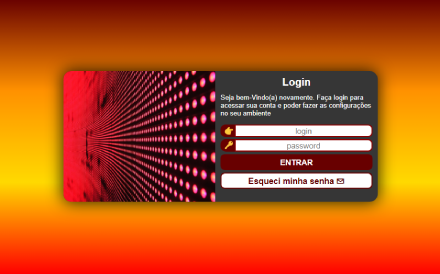 Login
Seja bem-Vindo(a) novamente. Faça login para
acessar sua conta e poder fazer as configurações
no seu ambiente
login
password
ENTRAR
Esqueci minha senha